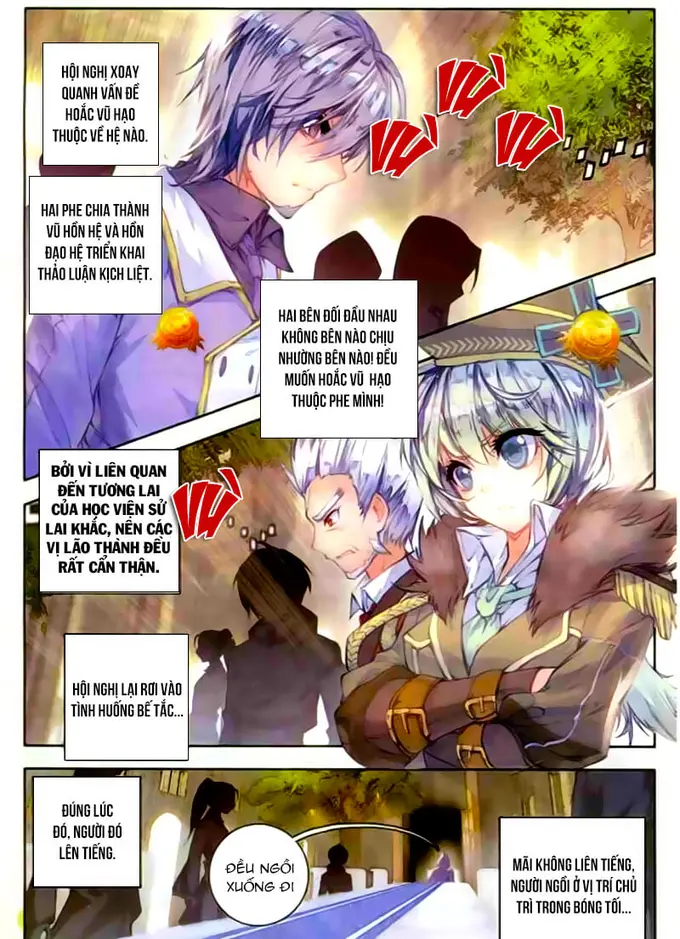 HỘI NGHỊ XOAY
QUANH VẤN ĐỀ
HOẮC VŨ HẠO
THUỘC VỀ HỆ NÀO.
VỤ
VỤ
VỤ
HAI PHE CHIA THÀNH
VŨ HỒN HỆ VÀ HỒN
ĐẠO HỆ TRIỂN KHAI
THẢO LUẬN KỊCH LIỆT.
HAI BÊN ĐỐI ĐẦU NHAU
KHÔNG BÊN NÀO CHỊU
NHƯỜNG BÊN NÀO! ĐỀU
MUỐN HOẮC VŨ HẠO
THUỘC PHE MÌNH!
BỞI VÌ LIÊN QUAN
ĐẾN TƯƠNG LAI
CỦA HỌC VIỆN SỬ
LAI KHẮC, NÊN CÁC
VỊ LÃO THÀNH ĐỀU
RẤT CẨN THẬN.
VỤ
HỘI NGHỊ LẠI RƠI VÀO
TÌNH HUỐNG BẾ TẮC...
ĐÚNG LÚC
ĐÓ, NGƯỜI ĐÓ
LÊN TIẾNG.
ĐỀU NGỒI
XUỐNG ĐI
MÃI KHÔNG LIÊN TIẾNG,
NGƯỜI NGỒI Ở VỊ TRÍ CHỦ
TRÌ TRONG BÓNG TỐI...